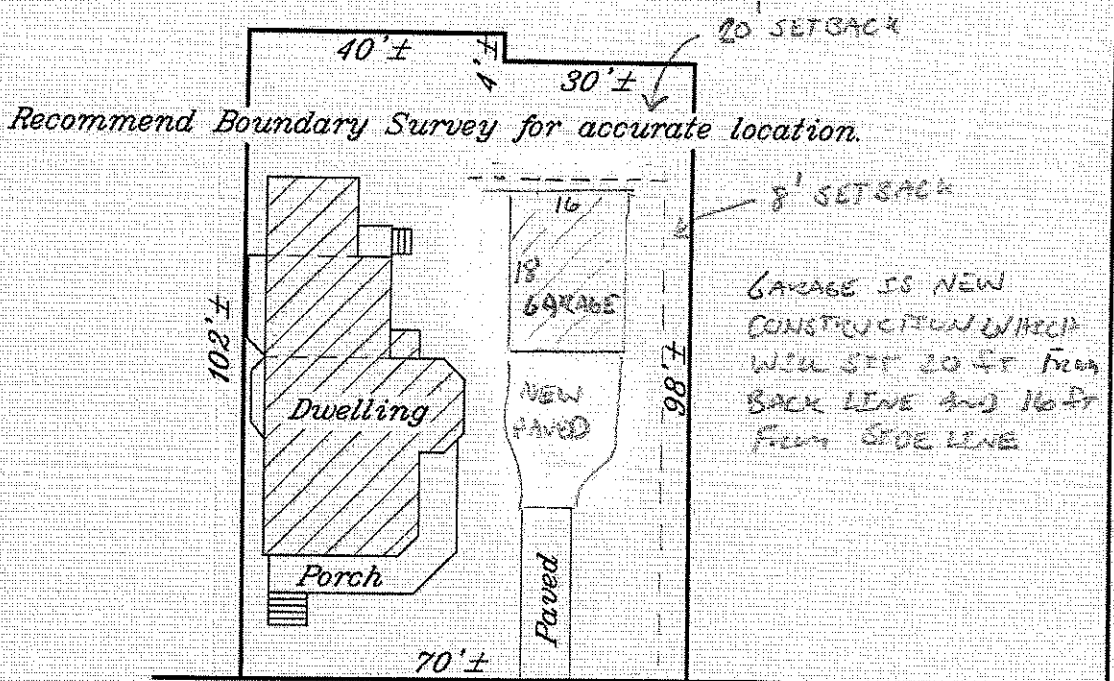 20' SETBACK
40'±
4'±
30'±
Recommend Boundary Survey for accurate location.
8' SETBACK
16
18
GARAGE
GARAGE IS NEW
CONSTRUCTION WHICH
WILL SET 20 ft From
BACK LINE AND 16 ft
From SIDE LINE
102'±
98'±
Dwelling
NEW
PAVED
Porch
Paved
70'±